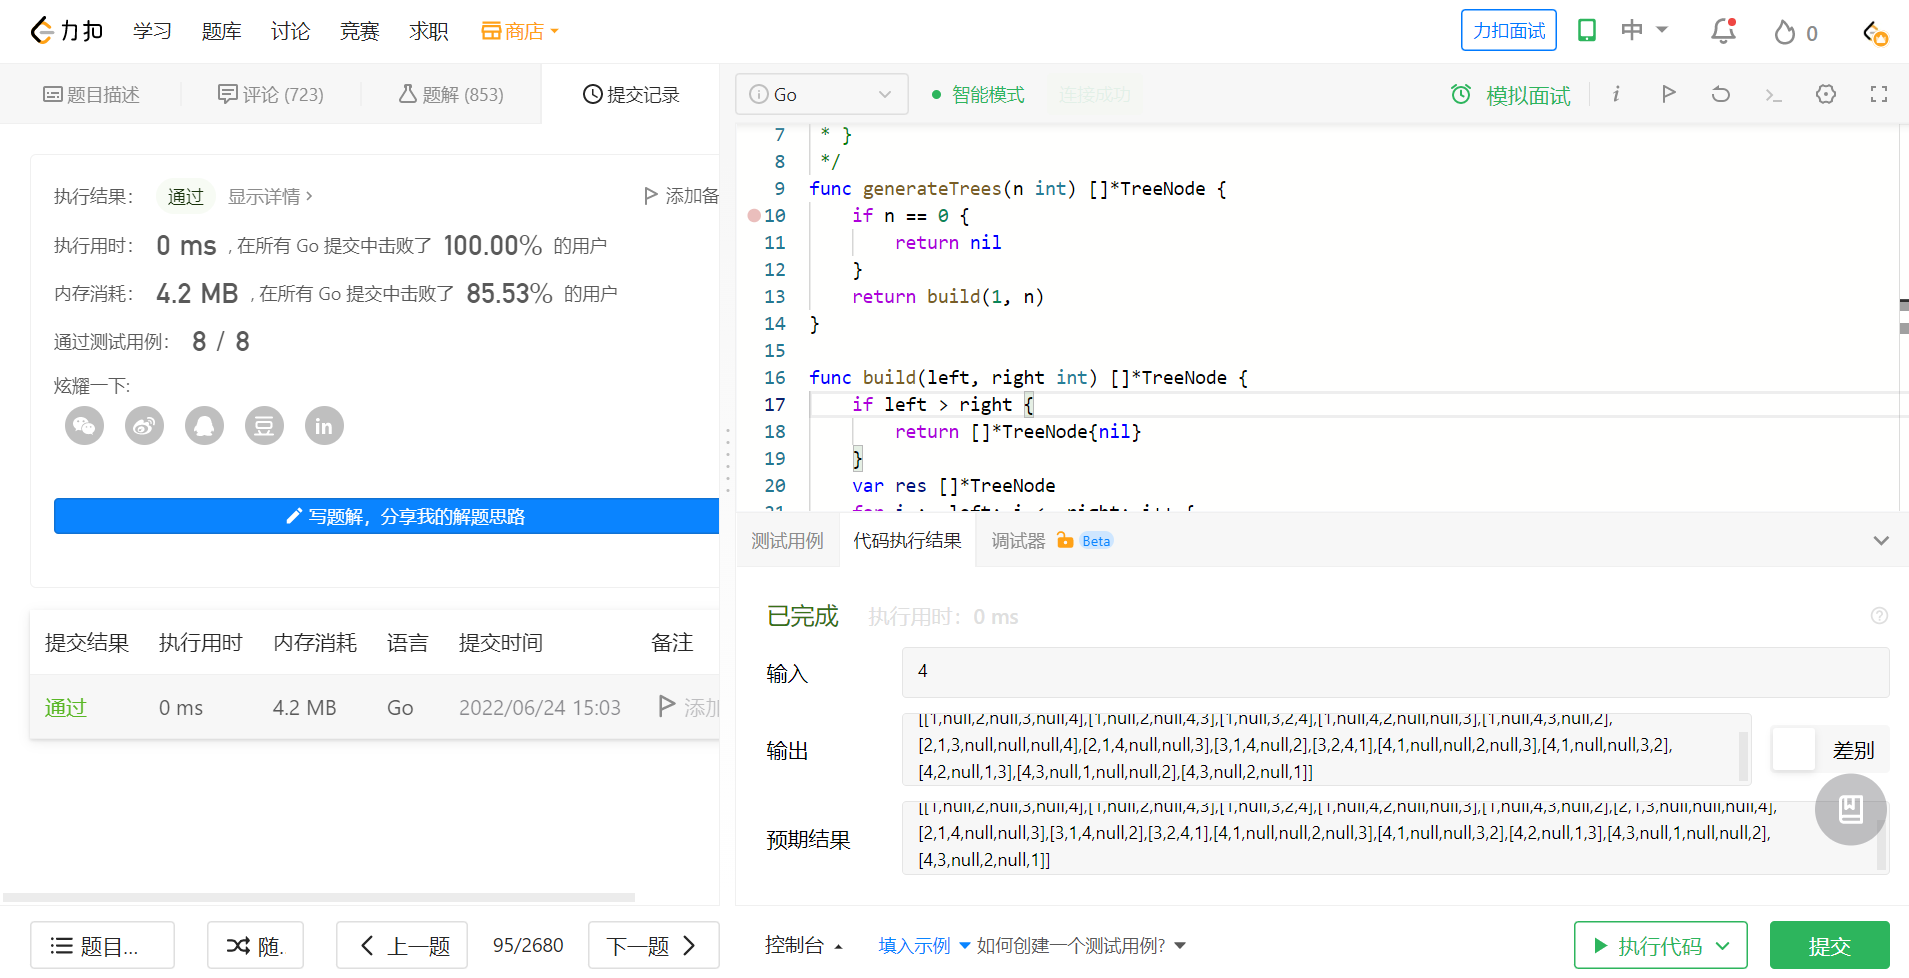 力扣 学习 题库 讨论 竞赛 求职 商店 力扣面试 中 0
题目描述 评论 (723) 题解 (853) 提交记录
执行结果： 通过 显示详情 > 添加备
执行用时： 0 ms , 在所有 Go 提交中击败了 100.00% 的用户
内存消耗： 4.2 MB , 在所有 Go 提交中击败了 85.53% 的用户
通过测试用例： 8 / 8
炫耀一下:
豆 in
写题解，分享我的解题思路
提交结果 执行用时 内存消耗 语言 提交时间 备注
通过 0 ms 4.2 MB Go 2022/06/24 15:03 添加
题目... 随. 上一题 95/2680 下一题
Go 智能模式 连接成功 模拟面试 i
7 * }
8 */
9 func generateTrees(n int) []*TreeNode {
10 if n == 0 {
11 return nil
12 }
13 return build(1, n)
14 }
15
16 func build(left, right int) []*TreeNode {
17 if left > right {
18 return []*TreeNode{nil}
19 }
20 var res []*TreeNode
21 for i := left; i <= right; i++ {
测试用例 代码执行结果 调试器 Beta
已完成 执行用时：0 ms
输入 4
输出
[[1,null,2,null,3,null,4],[1,null,2,null,4,3],[1,null,3,2,4],[1,null,4,2,null,null,3],[1,null,4,3,null,2],
[2,1,3,null,null,null,4],[2,1,4,null,null,3],[3,1,4,null,2],[3,2,4,1],[4,1,null,null,2,null,3],[4,1,null,null,3,2],
[4,2,null,1,3],[4,3,null,1,null,null,2],[4,3,null,2,null,1]]
差别
预期结果
[[1,null,2,null,3,null,4],[1,null,2,null,4,3],[1,null,3,2,4],[1,null,4,2,null,null,3],[1,null,4,3,null,2],[2,1,3,null,null,null,4],
[2,1,4,null,null,3],[3,1,4,null,2],[3,2,4,1],[4,1,null,null,2,null,3],[4,1,null,null,3,2],[4,2,null,1,3],[4,3,null,1,null,null,2],
[4,3,null,2,null,1]]
控制台 填入示例 如何创建一个测试用例? 执行代码 提交